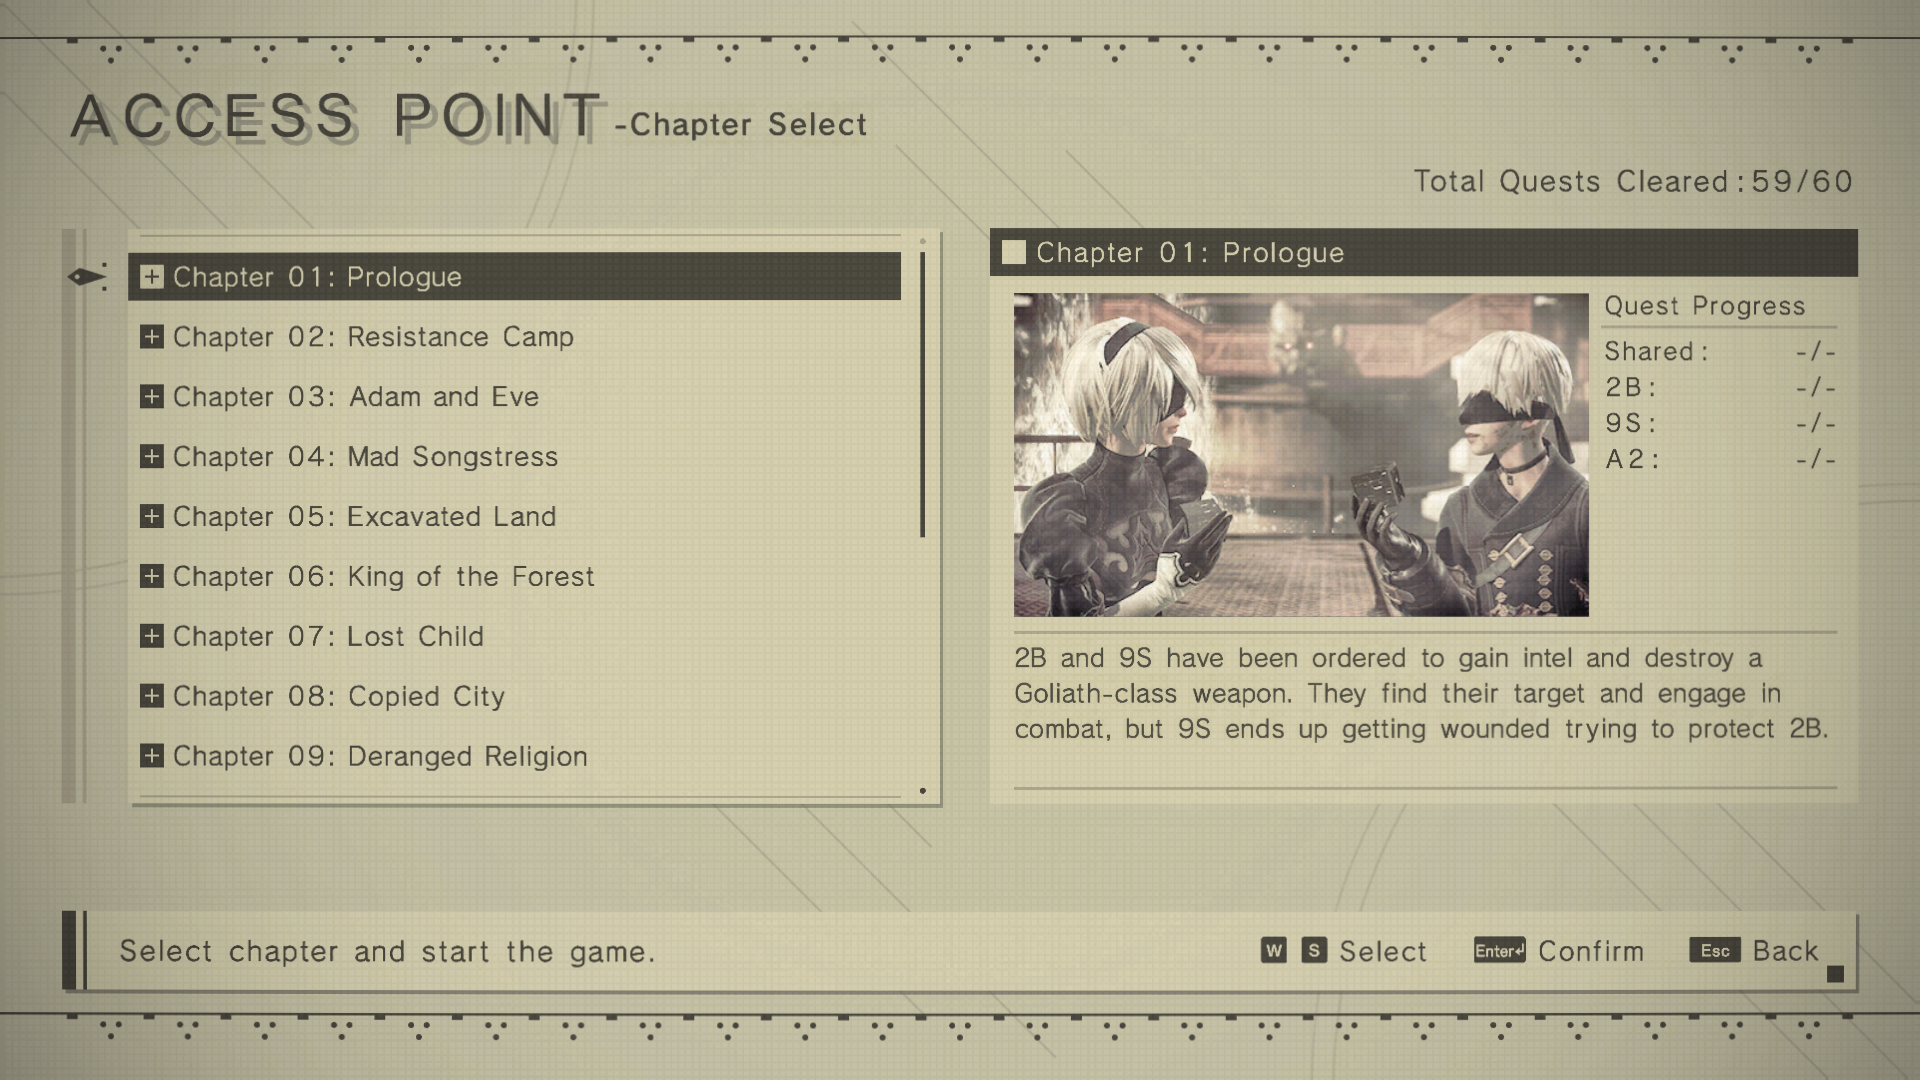 ACCESS POINT -Chapter Select
Total Quests Cleared:59/60
Chapter 01: Prologue
Chapter 02: Resistance Camp
Chapter 03: Adam and Eve
Chapter 04: Mad Songstress
Chapter 05: Excavated Land
Chapter 06: King of the Forest
Chapter 07: Lost Child
Chapter 08: Copied City
Chapter 09: Deranged Religion
Chapter 01: Prologue
Quest Progress
Shared: -/-
2B: -/-
9S: -/-
A2: -/-
2B and 9S have been ordered to gain intel and destroy a
Goliath-class weapon. They find their target and engage in
combat, but 9S ends up getting wounded trying to protect 2B.
Select chapter and start the game.
W S Select Enter↵ Confirm Esc Back